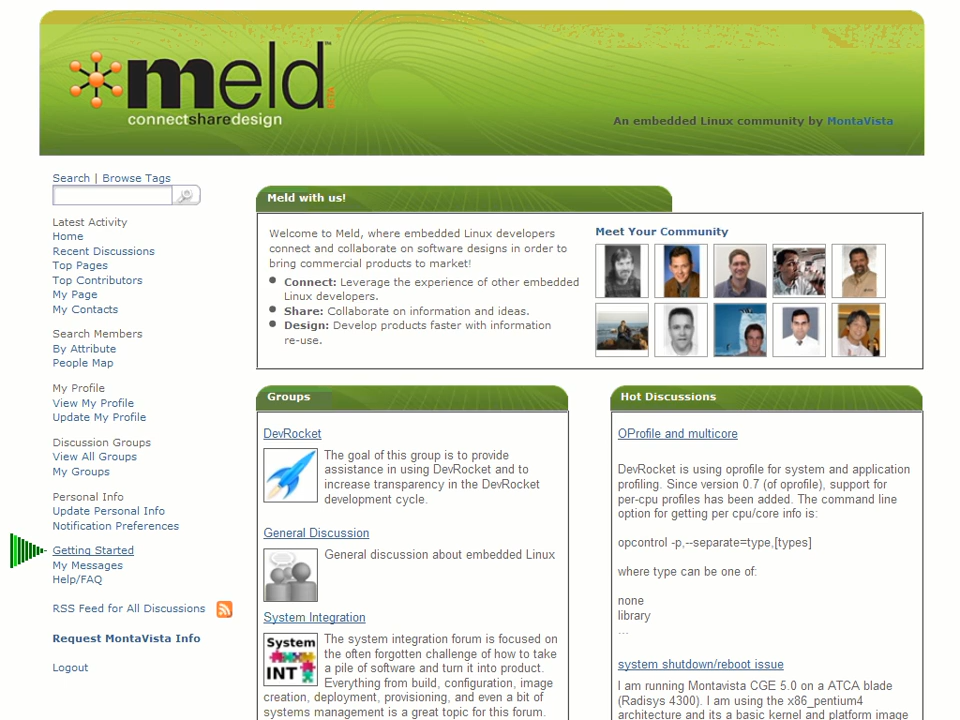 meld™
BETA
connectsharedesign
An embedded Linux community by MontaVista
Search | Browse Tags
Latest Activity
Home
Recent Discussions
Top Pages
Top Contributors
My Page
My Contacts
Search Members
By Attribute
People Map
My Profile
View My Profile
Update My Profile
Discussion Groups
View All Groups
My Groups
Personal Info
Update Personal Info
Notification Preferences
Getting Started
My Messages
Help/FAQ
RSS Feed for All Discussions
Request MontaVista Info
Logout
Meld with us!
Welcome to Meld, where embedded Linux developers
connect and collaborate on software designs in order to
bring commercial products to market!
Connect: Leverage the experience of other embedded
Linux developers.
Share: Collaborate on information and ideas.
Design: Develop products faster with information
re-use.
Meet Your Community
Groups
DevRocket
The goal of this group is to provide
assistance in using DevRocket and to
increase transparency in the DevRocket
development cycle.
General Discussion
General discussion about embedded Linux
System Integration
System
INT
The system integration forum is focused on
the often forgotten challenge of how to take
a pile of software and turn it into product.
Everything from build, configuration, image
creation, deployment, provisioning, and even a bit of
systems management is a great topic for this forum.
Hot Discussions
OProfile and multicore
DevRocket is using oprofile for system and application
profiling. Since version 0.7 (of oprofile), support for
per-cpu profiles has been added. The command line
option for getting per cpu/core info is:
opcontrol -p,--separate=type,[types]
where type can be one of:
none
library
...
system shutdown/reboot issue
I am running Montavista CGE 5.0 on a ATCA blade
(Radisys 4300). I am using the x86_pentium4
architecture and its a basic kernel and platform image